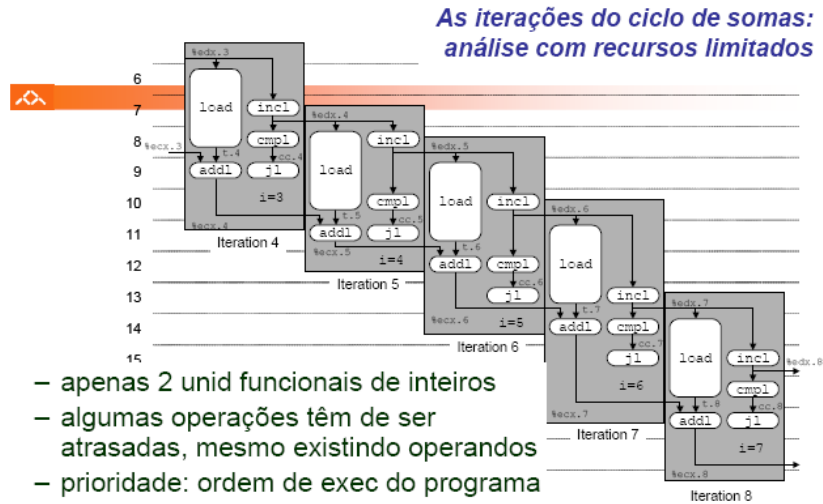 As iterações do ciclo de somas:
análise com recursos limitados
6
7
8
9
10
11
12
13
14
15
%edx.3
load
incl
cmpl
cc.4
t.4
%ecx.3
addl
jl
i=3
%ecx.4
Iteration 4
%edx.4
load
incl
cmpl
cc.5
t.5
addl
jl
%ecx.5
i=4
Iteration 5
%edx.5
load
incl
t.6
addl
cmpl
cc.6
jl
%ecx.6
i=5
Iteration 6
%edx.6
load
incl
t.7
addl
cmpl
cc.7
jl
i=6
%ecx.7
Iteration 7
%edx.7
load
incl
%edx.8
cmpl
t.8
cc.8
addl
jl
i=7
%ecx.8
Iteration 8
– apenas 2 unid funcionais de inteiros
– algumas operações têm de ser
atrasadas, mesmo existindo operandos
– prioridade: ordem de exec do programa